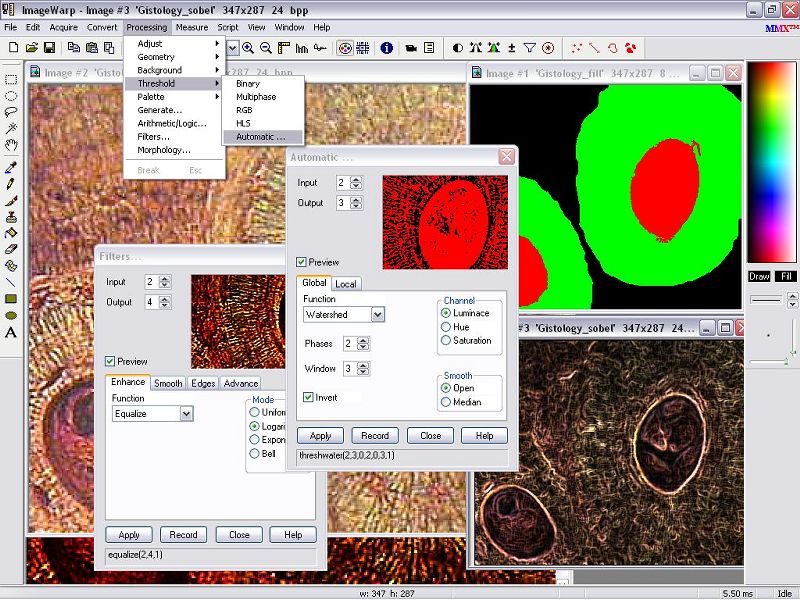 ImageWarp - Image #3 'Gistology_sobel' 347x287 24 bpp
File Edit Acquire Convert Processing Measure Script View Window Help
MMX™
Image #2 'Gist
24 bpp
Image #1 'Gistology_fill' 347x287 8 ...
Adjust
Geometry
Background
Threshold
Palette
Generate...
Arithmetic/Logic...
Filters...
Morphology...
Break Esc
Binary
Multiphase
RGB
HLS
Automatic ...
Automatic ...
Input 2
Output 3
Preview
Global Local
Function
Watershed
Phases 2
Window 3
Invert
Channel
Luminace
Hue
Saturation
Smooth
Open
Median
Apply Record Close Help
threshwater(2,3,0,2,0,3,1)
Filters...
Input 2
Output 4
Preview
Enhance Smooth Edges Advance
Function
Equalize
Mode
Unifor
Logari
Expon
Bell
Apply Record Close Help
equalize(2,4,1)
#3 'Gistology_sobel' 347x287 24...
Draw Fill
A
w: 347 h: 287
5.50 ms Idle